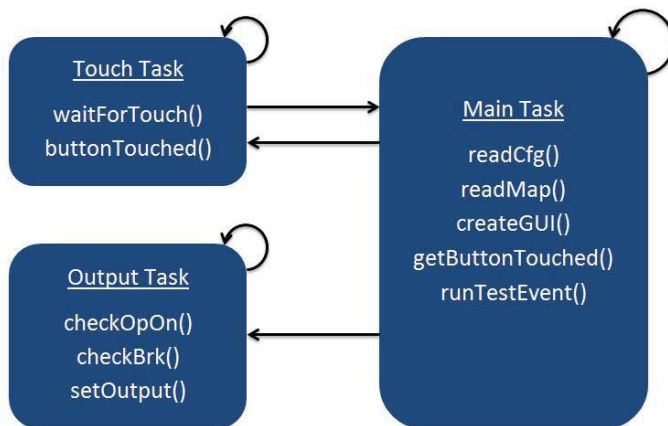 Touch Task
waitForTouch()
buttonTouched()
Main Task
readCfg()
readMap()
createGUI()
getButtonTouched()
runTestEvent()
Output Task
checkOpOn()
checkBrk()
setOutput()